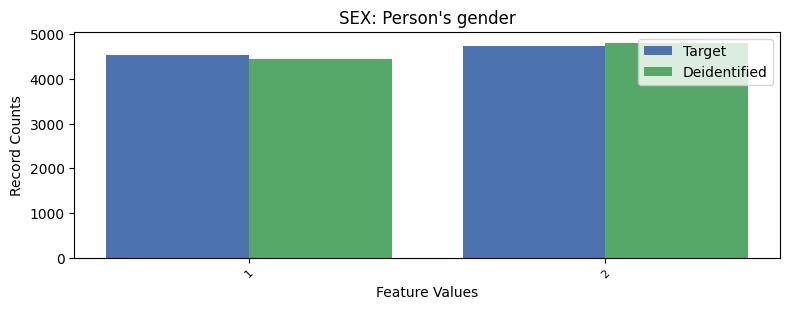 SEX: Person's gender
Target
Deidentified
Record Counts
5000
4000
3000
2000
1000
0
1
2
Feature Values